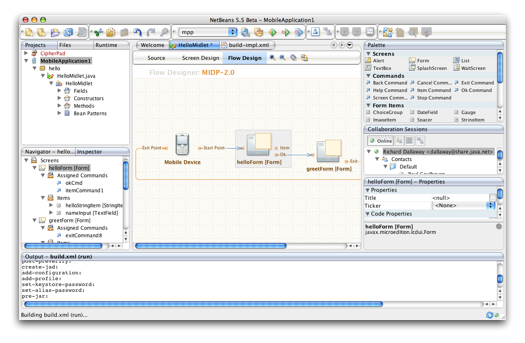 NetBeans 5.5 Beta - MobileApplication1
mpp
Projects
Files
Runtime
CipherPad
MobileApplication1
hello
HelloMidlet.java
HelloMidlet
Fields
Constructors
Methods
Bean Patterns
Welcome
HelloMidlet *
build-impl.xml
Source
Screen Design
Flow Design
Flow Designer: MIDP-2.0
Exit Point
Mobile Device
Start Point
helloForm [Form]
Item
Ok
greetForm [Form]
Exit
Palette
Screens
Alert
Form
List
TextBox
SplashScreen
WaitScreen
Commands
Back Command
Cancel Comm...
Exit Command
Help Command
Item Command
Ok Command
Screen Comm...
Stop Command
Form Items
ChoiceGroup
DateField
Gauge
ImageItem
Spacer
StringItem
Collaboration Sessions
Online
Richard Dallaway <dallaway@share.java.net>
Contacts
Default
Navigator - hello...
Screens
helloForm [Form]
Assigned Commands
okCmd
itemCommand1
Items
helloStringItem [StringIte
nameInput [TextField]
greetForm [Form]
Assigned Commands
exitCommand8
Items
helloForm [Form] - Properties
Properties
Title
<null>
Ticker
<None>
Code Properties
helloForm [Form]
javax.microedition.lcdui.Form
Output - build.xml (run)
post-preverify:
create-jad:
add-configuration:
add-profile:
set-keystore-password:
set-alias-password:
pre-jar:
Building build.xml (run)...